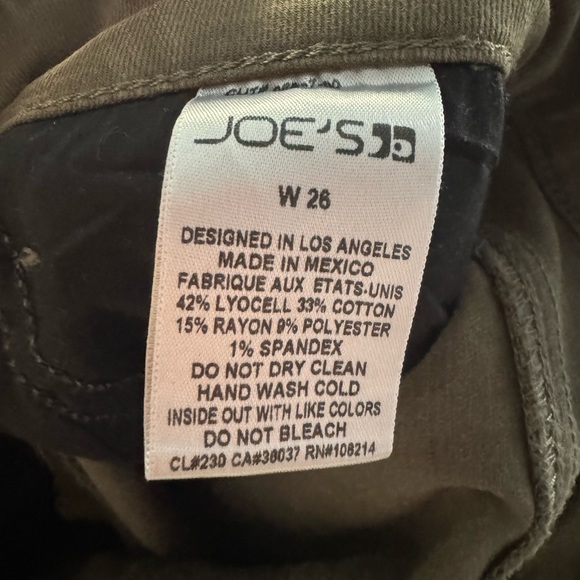 JOE'S
W 26
DESIGNED IN LOS ANGELES
MADE IN MEXICO
FABRIQUE AUX ETATS-UNIS
42% LYOCELL 33% COTTON
15% RAYON 9% POLYESTER
1% SPANDEX
DO NOT DRY CLEAN
HAND WASH COLD
INSIDE OUT WITH LIKE COLORS
DO NOT BLEACH
CL#230 CA#36037 RN#108214